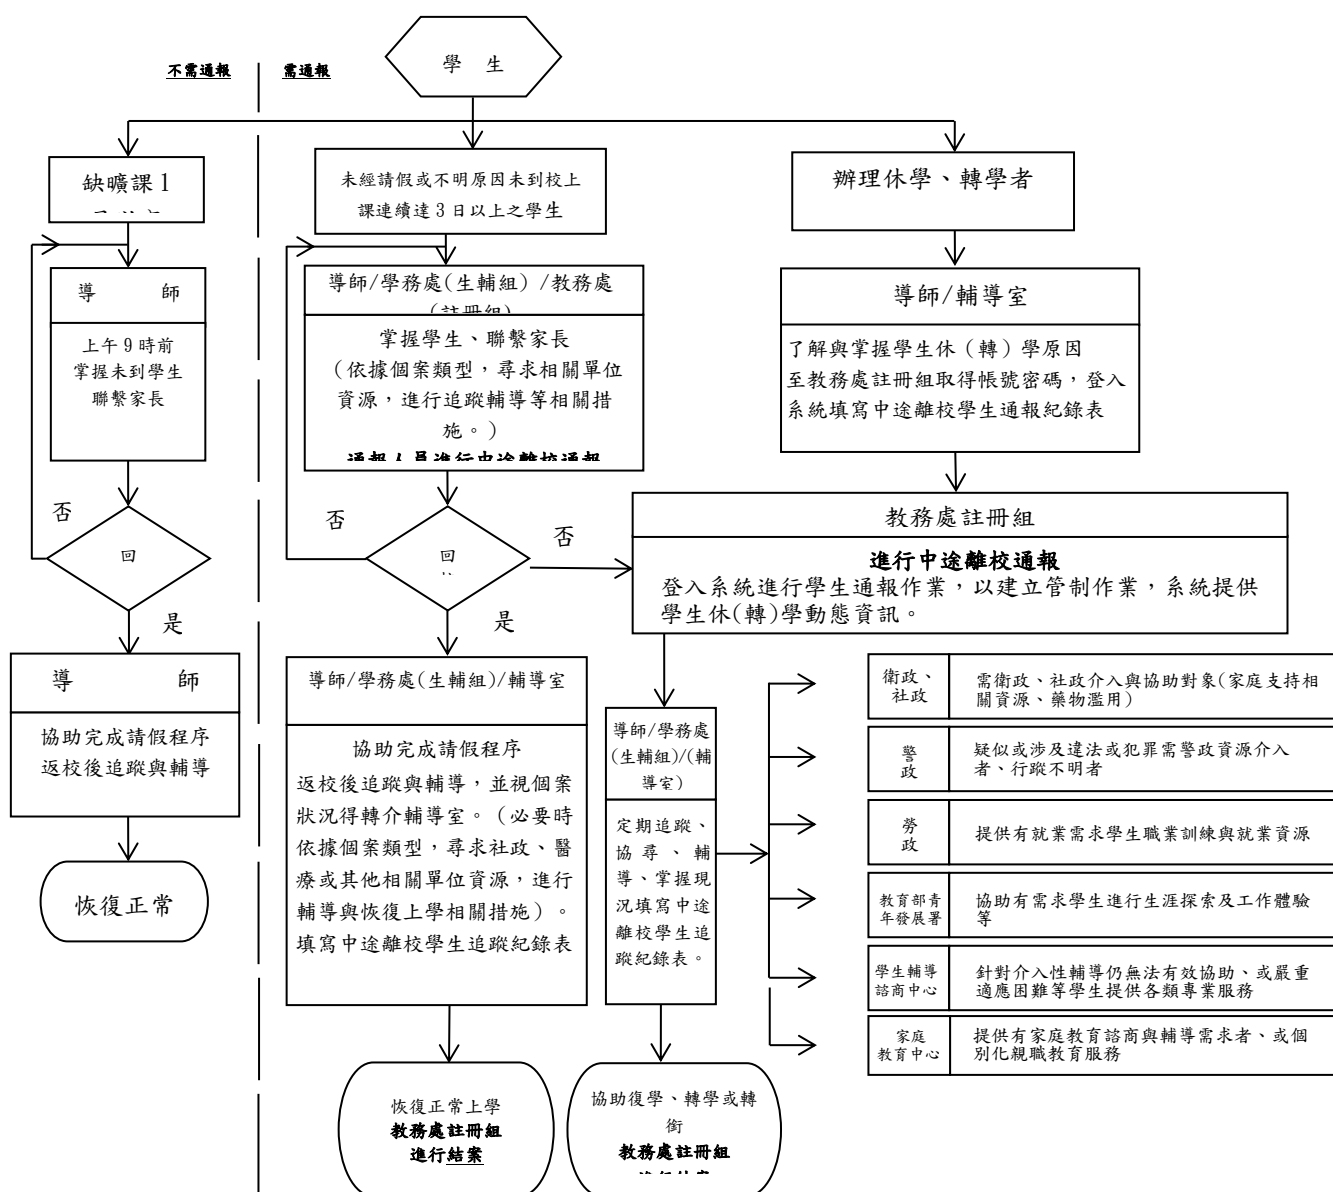 不需通報
需通報
學 生
缺曠課 1
未經請假或不明原因未到校上
課連續達 3 日以上之學生
辦理休學、轉學者
導 師
上午 9 時前
掌握未到學生
聯繫家長
導師/學務處(生輔組) /教務處
(註冊組)
掌握學生、聯繫家長
(依據個案類型，尋求相關單位
資源，進行追蹤輔導等相關措
施。)
通報人員進行中途離校通報
導師/輔導室
了解與掌握學生休（轉）學原因
至教務處註冊組取得帳號密碼，登入
系統填寫中途離校學生通報紀錄表
否
回
是
否
回
否
是
教務處註冊組
進行中途離校通報
登入系統進行學生通報作業，以建立管制作業，系統提供
學生休(轉)學動態資訊。
導 師
協助完成請假程序
返校後追蹤與輔導
恢復正常
導師/學務處(生輔組)/輔導室
協助完成請假程序
返校後追蹤與輔導，並視個案
狀況得轉介輔導室。（必要時
依據個案類型，尋求社政、醫
療或其他相關單位資源，進行
輔導與恢復上學相關措施）。
填寫中途離校學生追蹤紀錄表
恢復正常上學
教務處註冊組
進行結案
導師/學務處
(生輔組)/(輔
導室)
定期追蹤、
協尋、輔
導、掌握現
況填寫中途
離校學生追
蹤紀錄表。
協助復學、轉學或轉
銜
教務處註冊組
進行結案
衛政、
社政
需衛政、社政介入與協助對象(家庭支持相
關資源、藥物濫用)
警
政
疑似或涉及違法或犯罪需警政資源介入
者、行蹤不明者
勞
政
提供有就業需求學生職業訓練與就業資源
教育部青
年發展署
協助有需求學生進行生涯探索及工作體驗
等
學生輔導
諮商中心
針對介入性輔導仍無法有效協助、或嚴重
適應困難等學生提供各類專業服務
家庭
教育中心
提供有家庭教育諮商與輔導需求者、或個
別化親職教育服務